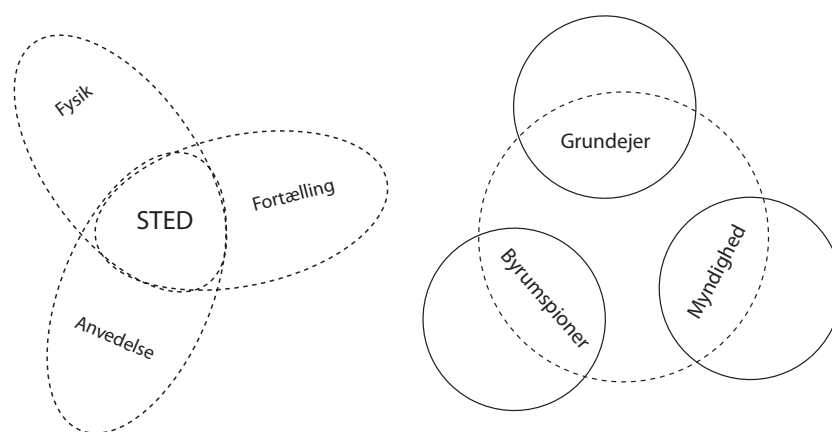 Fysik
Fortælling
STED
Anvedelse
Grundejer
Byrumspioner
Myndighed